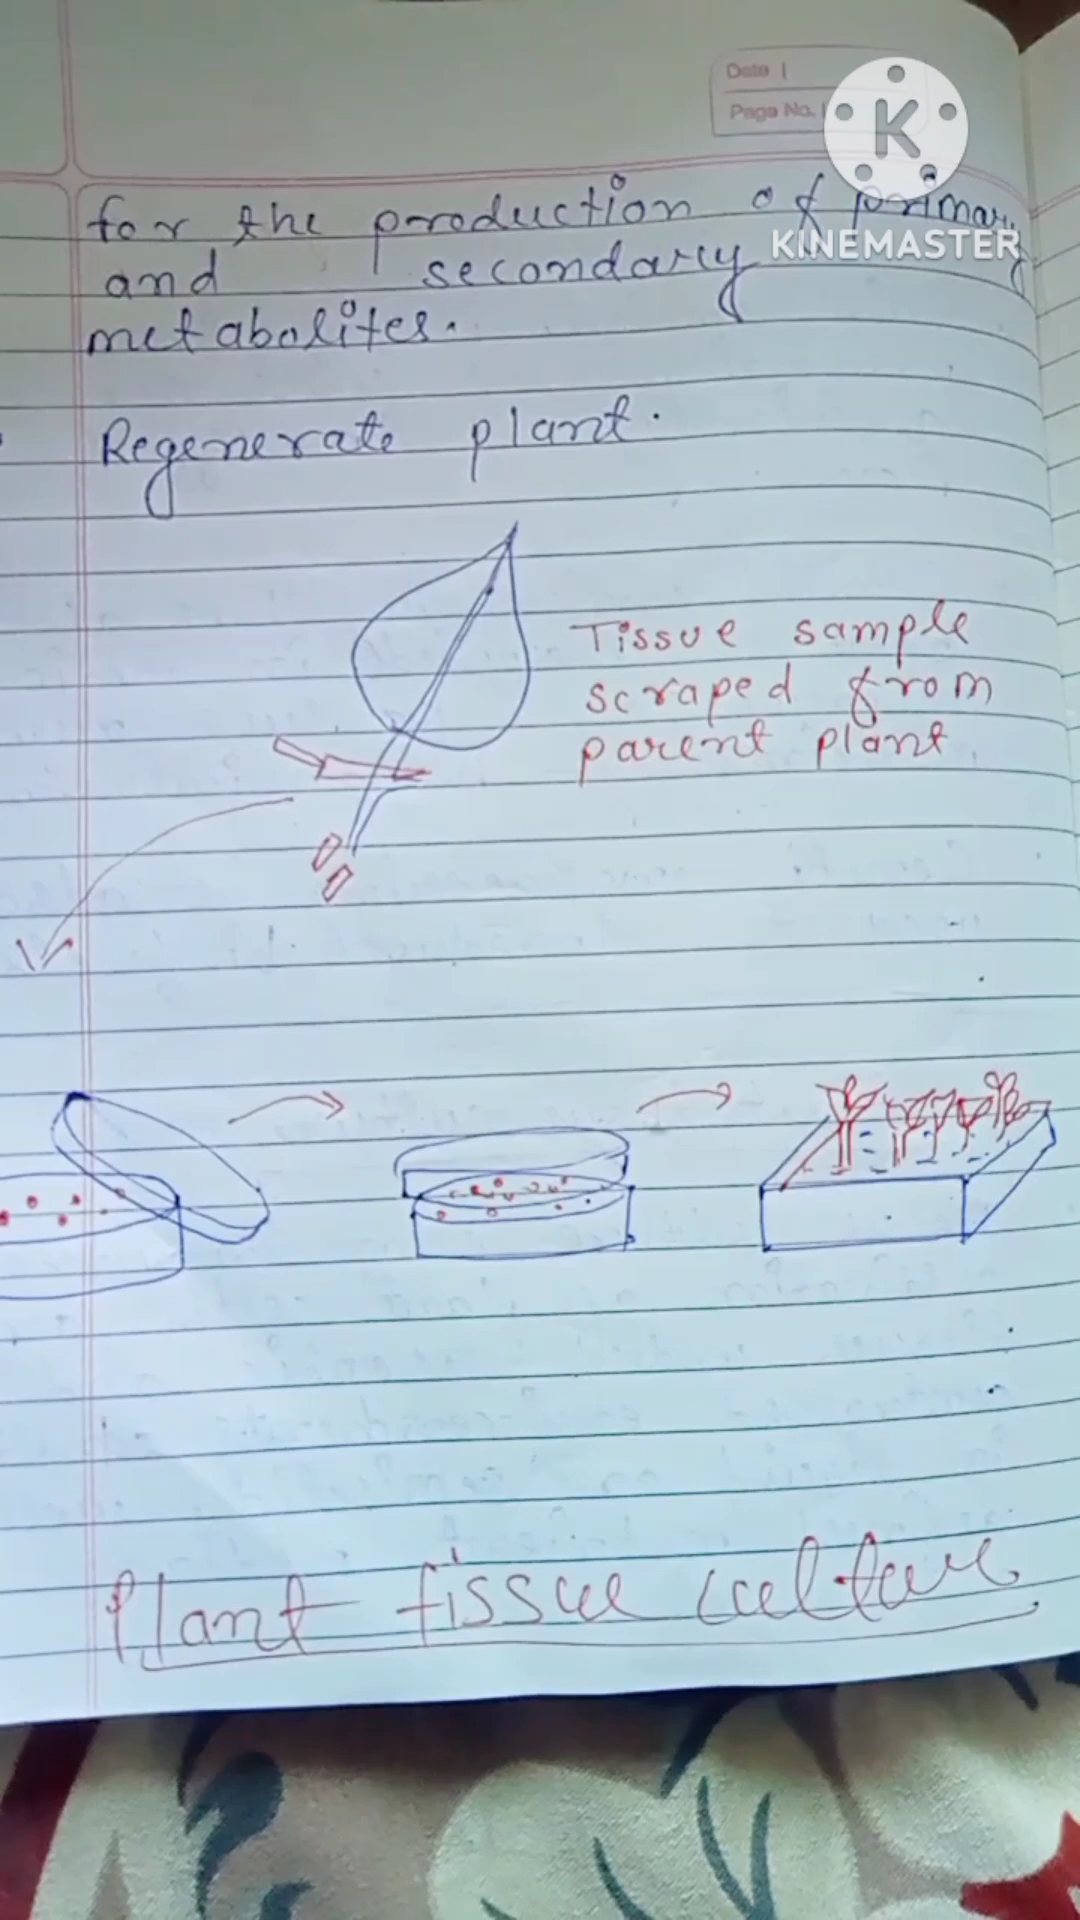 Date
Page No.
K
KINEMASTER
for the production of primary
and secondary
metabolites.
Regenerate plant.
Tissue sample
scraped from
parent plant
Plant tissue culture